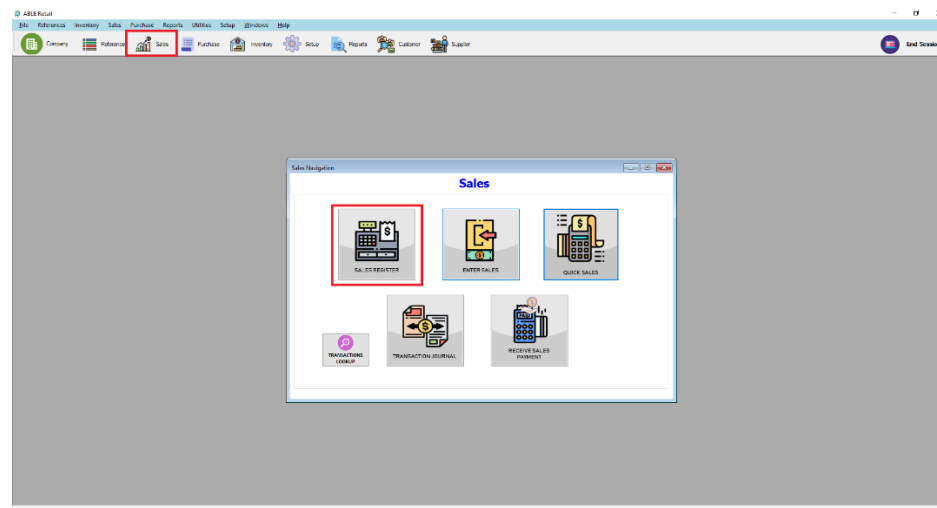 ABLE Retail
File References Inventory Sales Purchase Reports Utilities Setup Windows Help
Company References Sales Purchase Inventory Setup Reports Customer Supplier End Sessio
Sales Navigation
Sales
SALES REGISTER ENTER SALES QUICK SALES
TRANSACTIONS
LOOKUP
TRANSACTION JOURNAL
RECEIVE SALES
PAYMENT